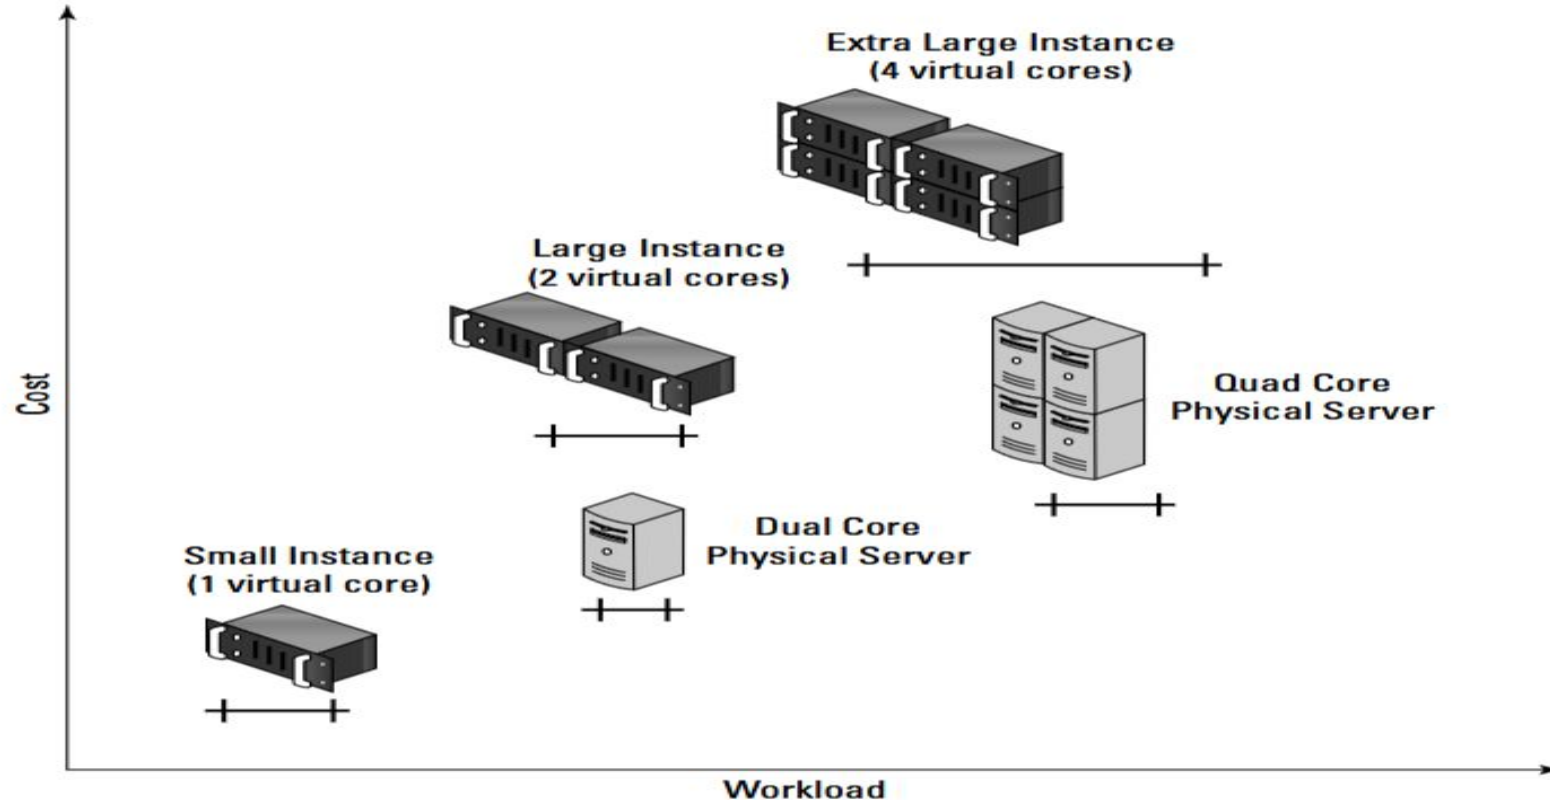 Extra Large Instance
(4 virtual cores)
Large Instance
(2 virtual cores)
Quad Core
Physical Server
Cost
Dual Core
Physical Server
Small Instance
(1 virtual core)
Workload